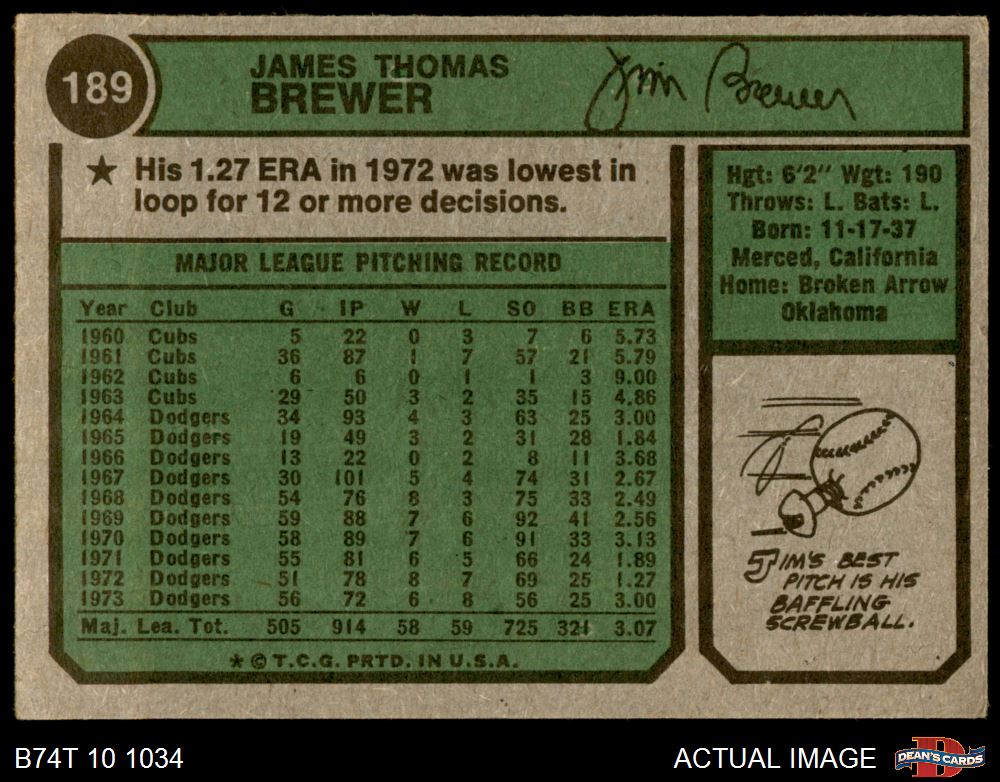 189
JAMES THOMAS
BREWER
Jim Brewer
★ His 1.27 ERA in 1972 was lowest in
loop for 12 or more decisions.
MAJOR LEAGUE PITCHING RECORD
Year Club G IP W L SO BB ERA
1960 Cubs 5 22 0 3 7 6 5.73
1961 Cubs 36 87 1 7 57 21 5.79
1962 Cubs 6 6 0 1 1 3 9.00
1963 Cubs 29 50 3 2 35 15 4.86
1964 Dodgers 34 93 4 3 63 25 3.00
1965 Dodgers 19 49 3 2 31 28 1.84
1966 Dodgers 13 22 0 2 8 11 3.68
1967 Dodgers 30 101 5 4 74 31 2.67
1968 Dodgers 54 76 8 3 75 33 2.49
1969 Dodgers 59 88 7 6 92 41 2.56
1970 Dodgers 58 89 7 6 91 33 3.13
1971 Dodgers 55 81 6 5 66 24 1.89
1972 Dodgers 51 78 8 7 69 25 1.27
1973 Dodgers 56 72 6 8 56 25 3.00
Maj. Lea. Tot. 505 914 58 59 725 321 3.07
★ © T.C.G. PRTD. IN U.S.A.
Hgt: 6'2" Wgt: 190
Throws: L. Bats: L.
Born: 11-17-37
Merced, California
Home: Broken Arrow
Oklahoma
JIM'S BEST
PITCH IS HIS
BAFFLING
SCREWBALL.
B74T 10 1034
ACTUAL IMAGE
D
DEAN'S CARDS